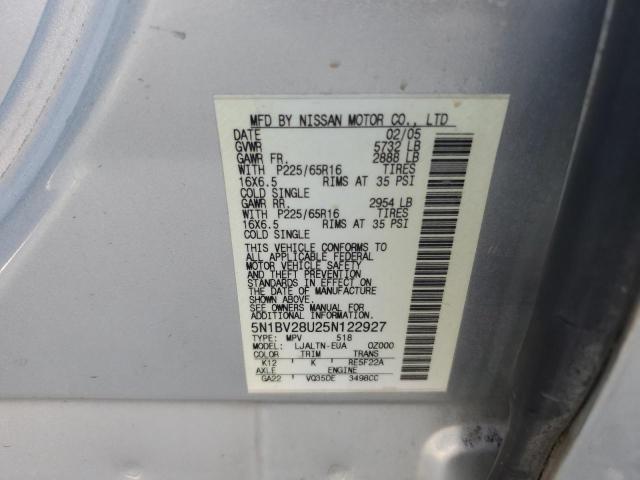 MFD BY NISSAN MOTOR CO., LTD
DATE 02/05
GVWR 5732 LB
GAWR FR. 2888 LB
WITH P225/65R16 TIRES
16X6.5 RIMS AT 35 PSI
COLD SINGLE
GAWR RR. 2954 LB
WITH P225/65R16 TIRES
16X6.5 RIMS AT 35 PSI
COLD SINGLE
THIS VEHICLE CONFORMS TO
ALL APPLICABLE FEDERAL
MOTOR VEHICLE SAFETY
AND THEFT PREVENTION
STANDARDS IN EFFECT ON
THE DATE OF MANUFACTURE
SHOWN ABOVE.
SEE OWNERS MANUAL FOR
ADDITIONAL INFORMATION.
5N1BV28U25N122927
TYPE: MPV 518
MODEL: LJALTN-EUA 0Z000
COLOR TRIM TRANS
K12 K RE5F22A
AXLE ENGINE
GA22 VQ35DE 3498CC